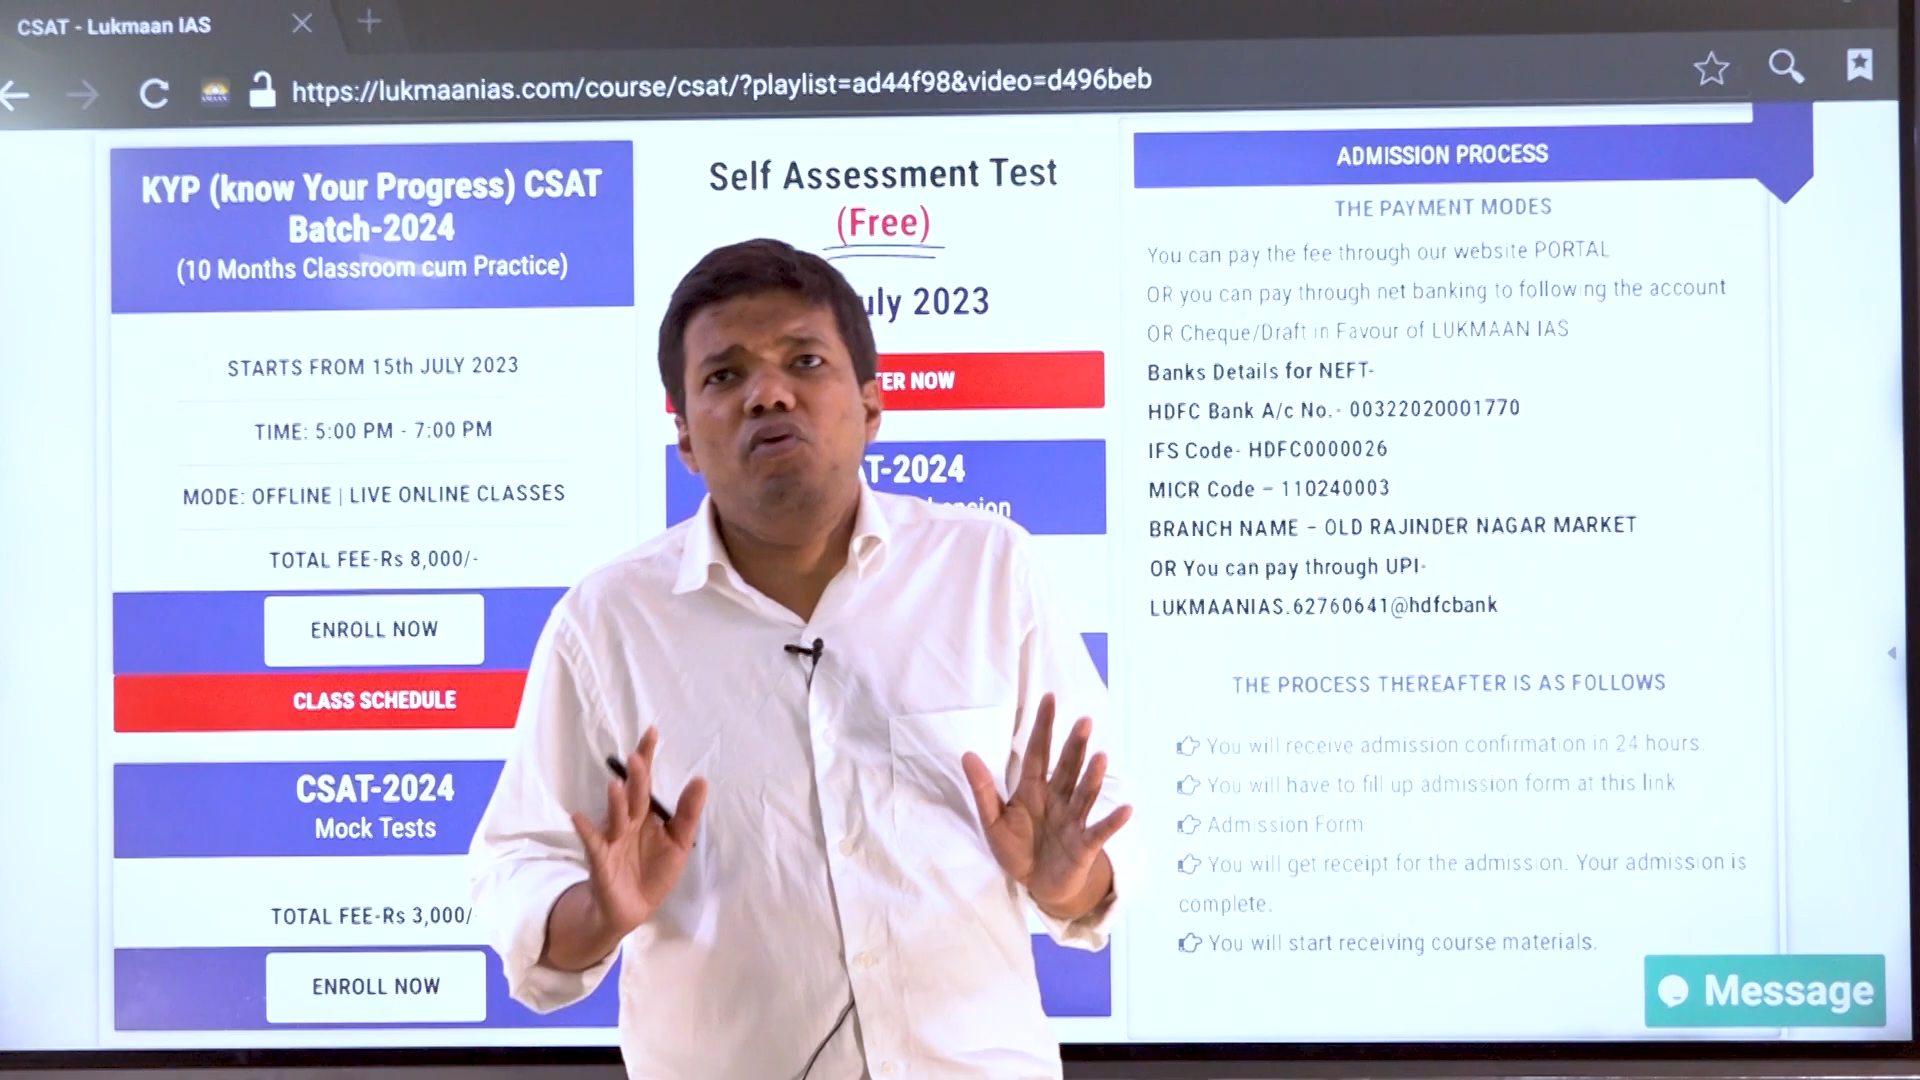 CSAT - Lukmaan IAS
https://lukmaanias.com/course/csat/?playlist=ad44f98&video=d496beb
KYP (know Your Progress) CSAT
Batch-2024
(10 Months Classroom cum Practice)
STARTS FROM 15th JULY 2023
TIME: 5:00 PM - 7:00 PM
MODE: OFFLINE | LIVE ONLINE CLASSES
TOTAL FEE-Rs 8,000/-
ENROLL NOW
CLASS SCHEDULE
CSAT-2024
Mock Tests
TOTAL FEE-Rs 3,000/-
ENROLL NOW
Self Assessment Test
(Free)
2023
NOW
ADMISSION PROCESS
THE PAYMENT MODES
You can pay the fee through our website PORTAL
OR you can pay through net banking to following the account
OR Cheque/Draft in Favour of LUKMAAN IAS
Banks Details for NEFT-
HDFC Bank A/c No.- 00322020001770
IFS Code- HDFC0000026
MICR Code – 110240003
BRANCH NAME – OLD RAJINDER NAGAR MARKET
OR You can pay through UPI-
LUKMAANIAS.62760641@hdfcbank
THE PROCESS THEREAFTER IS AS FOLLOWS
You will receive admission confirmation in 24 hours.
You will have to fill up admission form at this link
Admission Form
You will get receipt for the admission. Your admission is
complete.
You will start receiving course materials.
Message